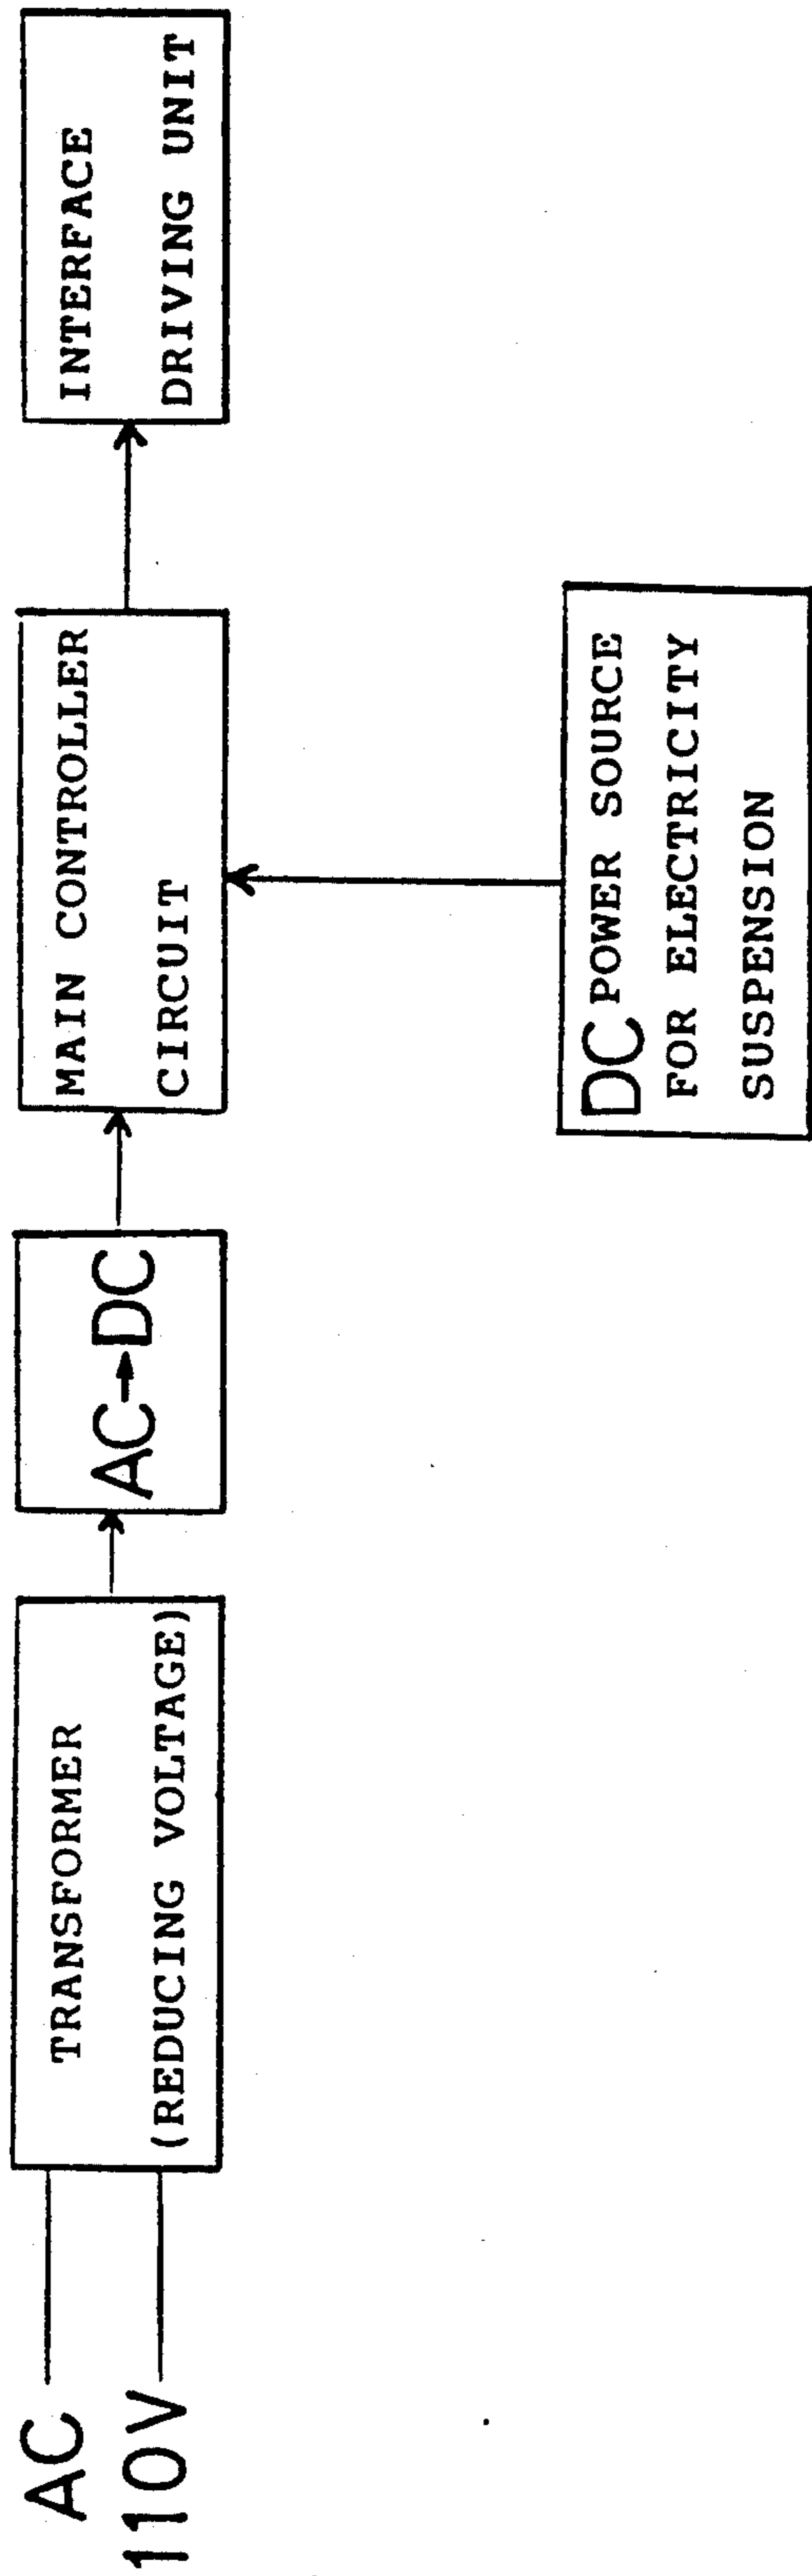 AC
110V
TRANSFORMER
(REDUCING VOLTAGE)
AC→DC
MAIN CONTROLLER
CIRCUIT
INTERFACE
DRIVING UNIT
DC POWER SOURCE
FOR ELECTRICITY
SUSPENSION